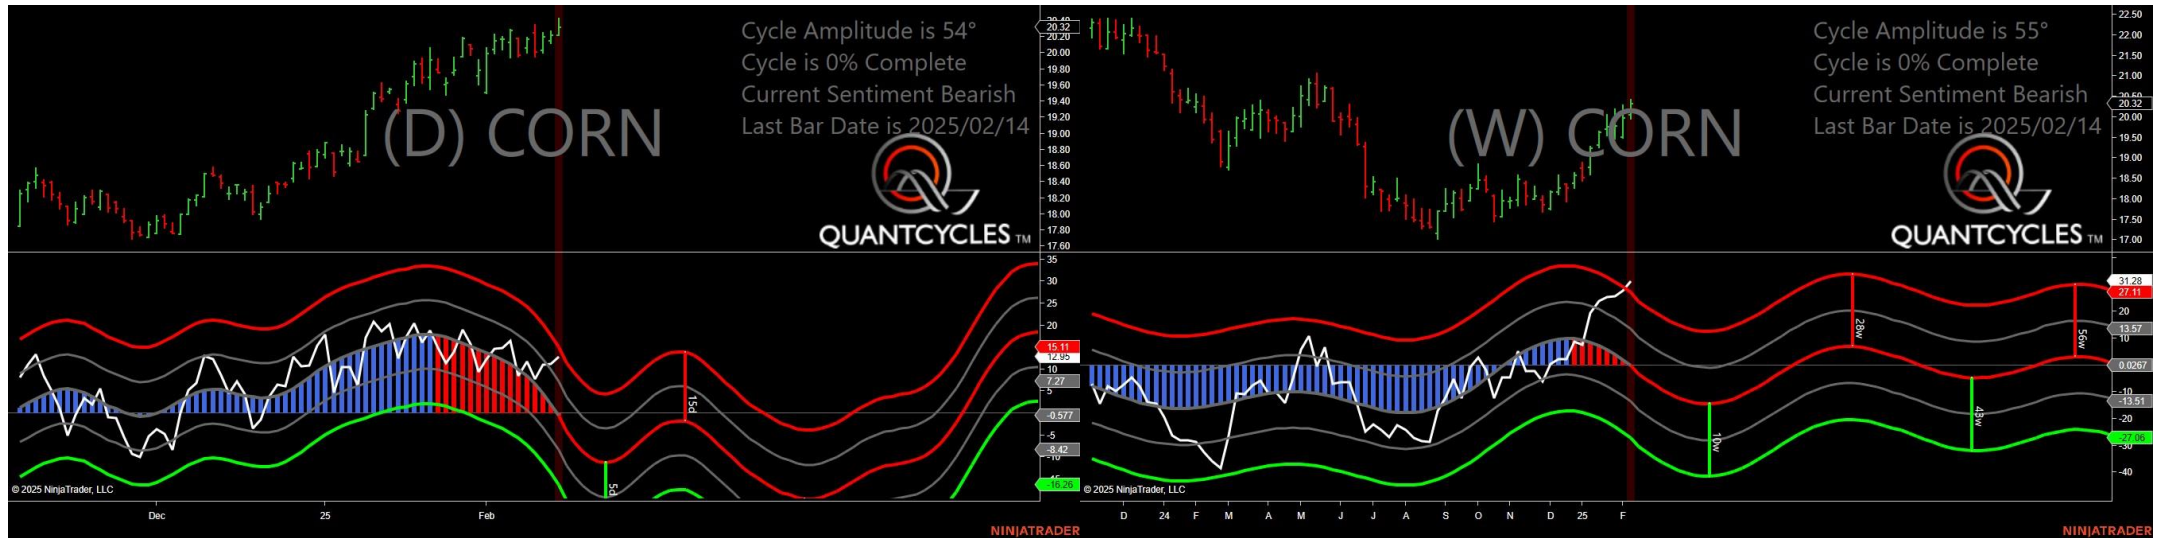 Cycle Amplitude is 54°
Cycle is 0% Complete
Current Sentiment Bearish
Last Bar Date is 2025/02/14
(D) CORN
QUANTCYCLES TM
20.32
20.20
20.00
19.80
19.60
19.40
19.20
19.00
18.80
18.60
18.40
18.20
18.00
17.80
17.60
35
30
25
20
15.11
12.95
10
7.27
5
-0.577
-5
-8.42
-10
-16.26
15d
5d
© 2025 NinjaTrader, LLC
Dec 25 Feb
NINJATRADER
Cycle Amplitude is 55°
Cycle is 0% Complete
Current Sentiment Bearish
Last Bar Date is 2025/02/14
(W) CORN
QUANTCYCLES TM
22.50
22.00
21.50
21.00
20.50
20.32
20.00
19.50
19.00
18.50
18.00
17.50
17.00
31.28
27.11
20
13.57
10
0.0267
-10
-13.51
-20
-27.06
-30
-40
28w
56w
10w
43w
© 2025 NinjaTrader, LLC
D 24 F M A M J J A S O N D 25 F
NINJATRADER